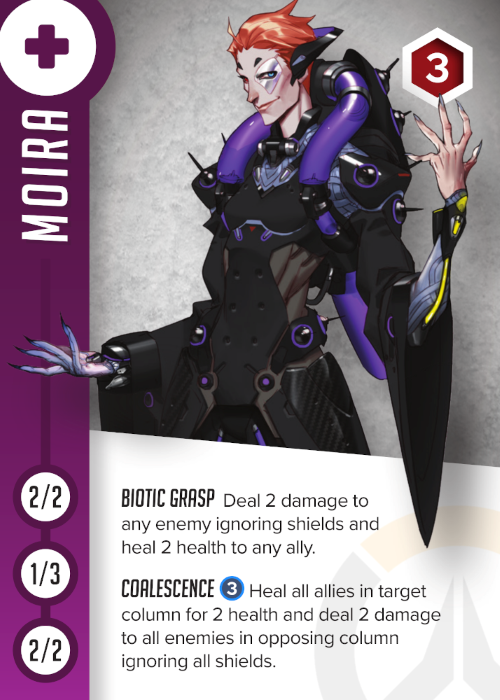 3
MOIRA
2/2
1/3
2/2
BIOTIC GRASP Deal 2 damage to
any enemy ignoring shields and
heal 2 health to any ally.
COALESCENCE 3 Heal all allies in target
column for 2 health and deal 2 damage
to all enemies in opposing column
ignoring all shields.